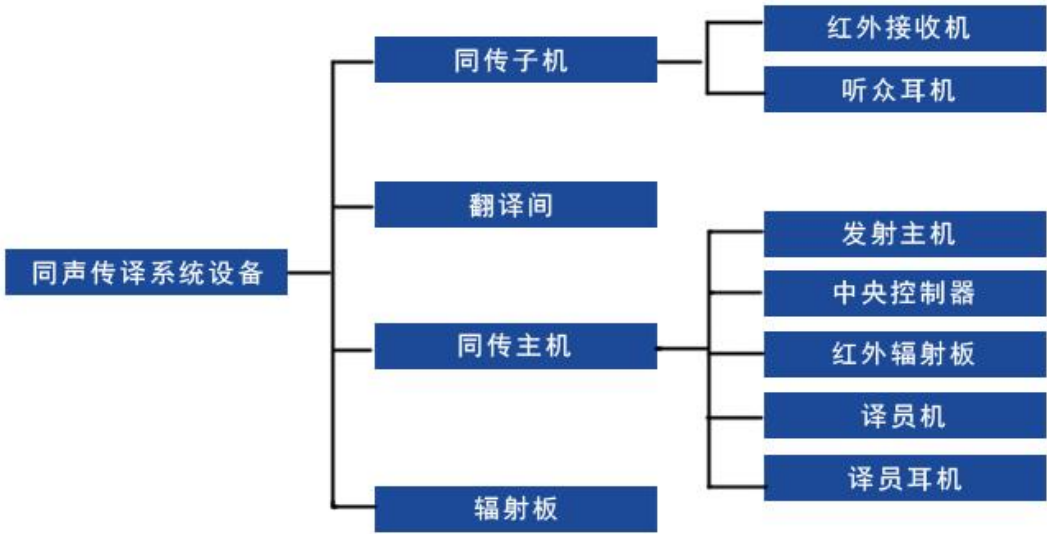 同声传译系统设备
同传子机
红外接收机
听众耳机
翻译间
同传主机
发射主机
中央控制器
红外辐射板
译员机
译员耳机
辐射板